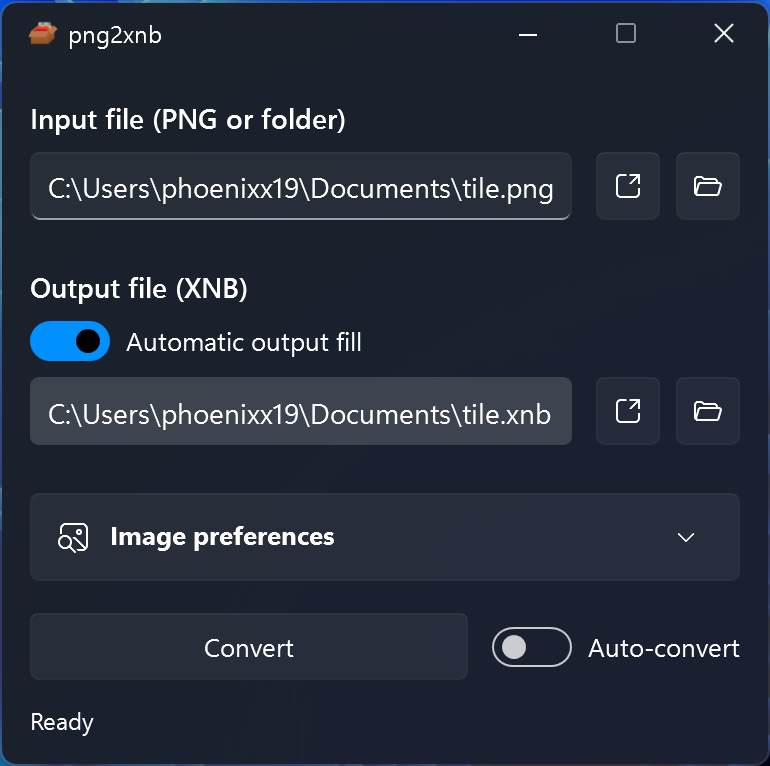 png2xnb
Input file (PNG or folder)
C:\Users\phoenixx19\Documents\tile.png
Output file (XNB)
Automatic output fill
C:\Users\phoenixx19\Documents\tile.xnb
Image preferences
Convert
Auto-convert
Ready